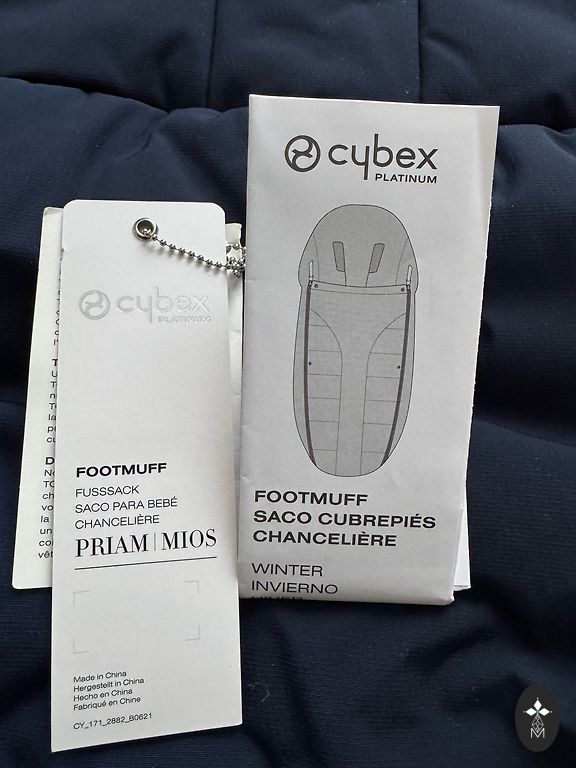 cybex
PLATINUM
FOOTMUFF
FUSSSACK
SACO PARA BEBÉ
CHANCELIÈRE
PRIAM | MIOS
Made in China
Hergestellt in China
Hecho en China
Fabriqué en Chine
CY_171_2882_B0621
cybex
PLATINUM
FOOTMUFF
SACO CUBREPIÉS
CHANCELIÈRE
WINTER
INVIERNO
HIVER